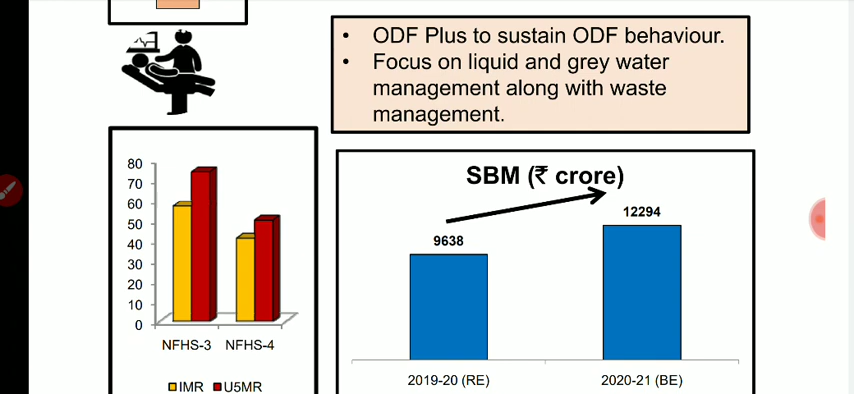 • ODF Plus to sustain ODF behaviour.
• Focus on liquid and grey water
management along with waste
management.
80
70
60
50
40
30
20
10
0
NFHS-3 NFHS-4
IMR U5MR
SBM (₹ crore)
9638
12294
2019-20 (RE) 2020-21 (BE)